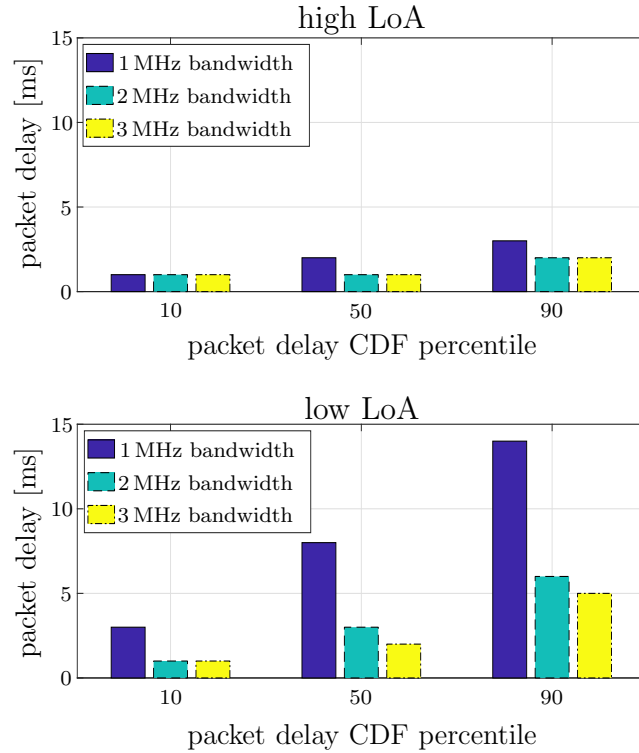 high LoA
15
10
5
0
packet delay [ms]
1 MHz bandwidth
2 MHz bandwidth
3 MHz bandwidth
10 50 90
packet delay CDF percentile
low LoA
15
10
5
0
packet delay [ms]
1 MHz bandwidth
2 MHz bandwidth
3 MHz bandwidth
10 50 90
packet delay CDF percentile